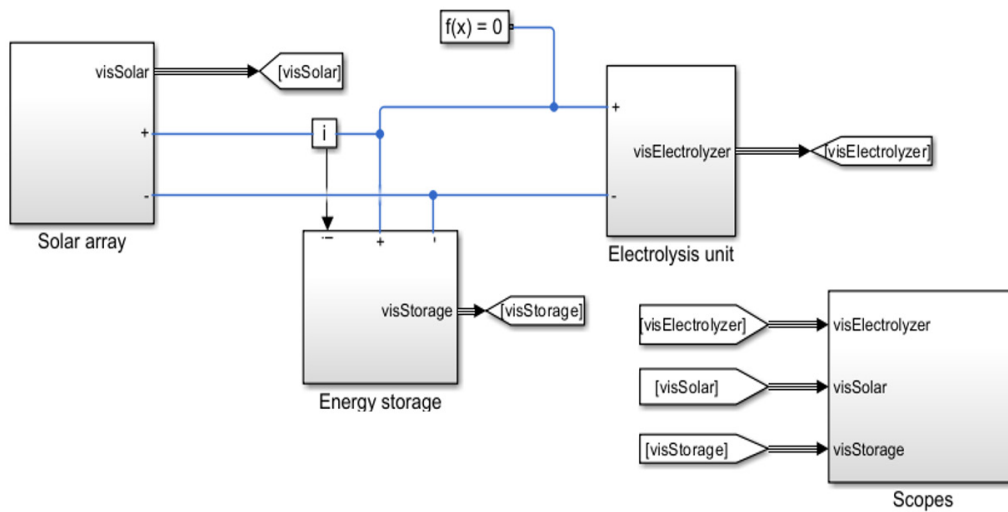 f(x) = 0
visSolar
[visSolar]
+
i
+
visElectrolyzer
[visElectrolyzer]
-
-
Solar array
Electrolysis unit
i
+
-
visStorage
[visStorage]
Energy storage
[visElectrolyzer]
visElectrolyzer
[visSolar]
visSolar
[visStorage]
visStorage
Scopes